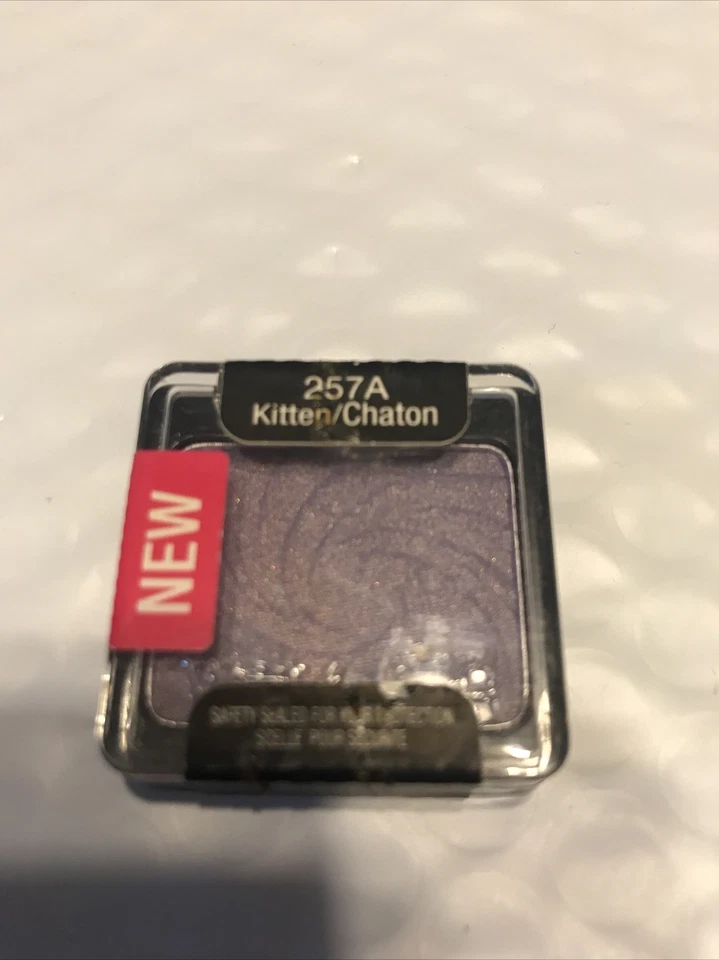 257A
Kitten/Chaton
NEW
SAFETY SEALED FOR YOUR PROTECTION
SCELLÉ POUR SÉCURITÉ